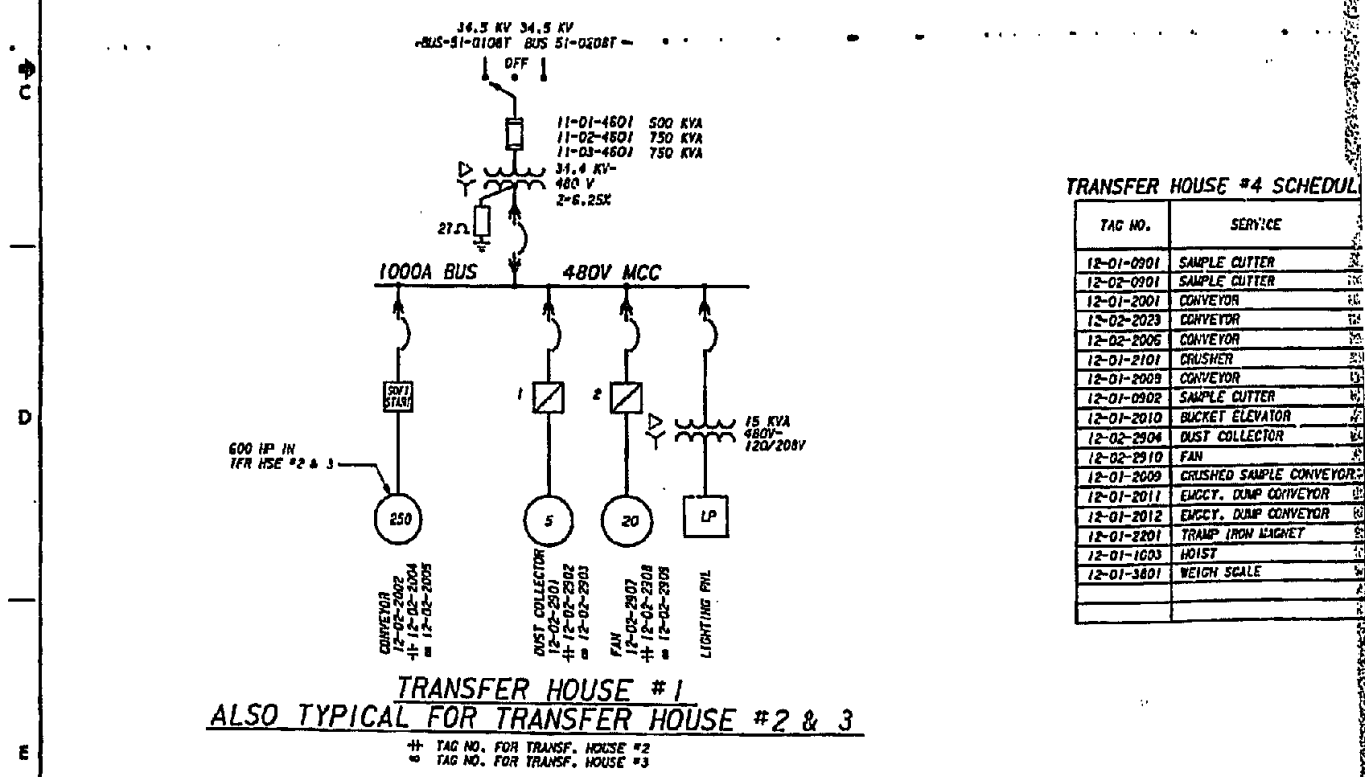 34.5 KV 34.5 KV
BUS-51-0108T BUS 51-0208T
OFF
C
11-01-4601 500 KVA
11-02-4601 750 KVA
11-03-4601 750 KVA
34.4 KV-
480 V
Z=6.25%
27Ω
1000A BUS 480V MCC
SOFT
START
1
2
15 KVA
480V-
120/208V
D
600 HP IN
TFR HSE #2 & 3
250
5
20
LP
CONVEYOR
12-02-2002
12-02-2004
12-02-2005
DUST COLLECTOR
12-02-2901
12-02-2902
12-02-2903
FAN
12-02-2907
12-02-2908
12-02-2909
LIGHTING PNL
TRANSFER HOUSE #1
ALSO TYPICAL FOR TRANSFER HOUSE #2 & 3
TAG NO. FOR TRANSF. HOUSE #2
TAG NO. FOR TRANSF. HOUSE #3
E
TRANSFER HOUSE #4 SCHEDUL
TAG NO. SERVICE
12-01-0901 SAMPLE CUTTER
12-02-0901 SAMPLE CUTTER
12-01-2001 CONVEYOR
12-02-2023 CONVEYOR
12-02-2006 CONVEYOR
12-01-2101 CRUSHER
12-01-2008 CONVEYOR
12-01-0902 SAMPLE CUTTER
12-01-2010 BUCKET ELEVATOR
12-02-2904 DUST COLLECTOR
12-02-2910 FAN
12-01-2009 CRUSHED SAMPLE CONVEYOR
12-01-2011 EMGCY. DUMP CONVEYOR
12-01-2012 EMGCY. DUMP CONVEYOR
12-01-2201 TRAMP IRON MAGNET
12-01-1003 HOIST
12-01-3801 WEIGH SCALE